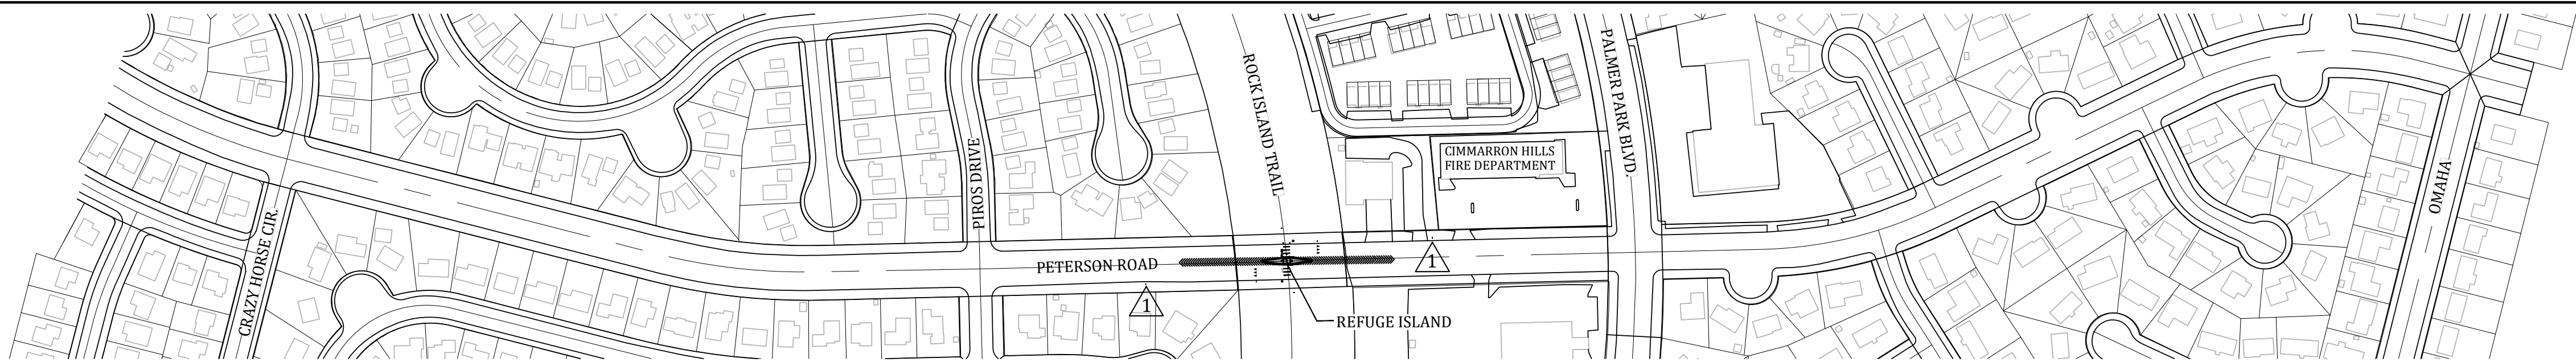 CRAZY HORSE CIR.
PIROS DRIVE
PETERSON ROAD
1
ROCK ISLAND TRAIL
REFUGE ISLAND
CIMMARRON HILLS
FIRE DEPARTMENT
1
PALMER PARK BLVD.
OMAHA